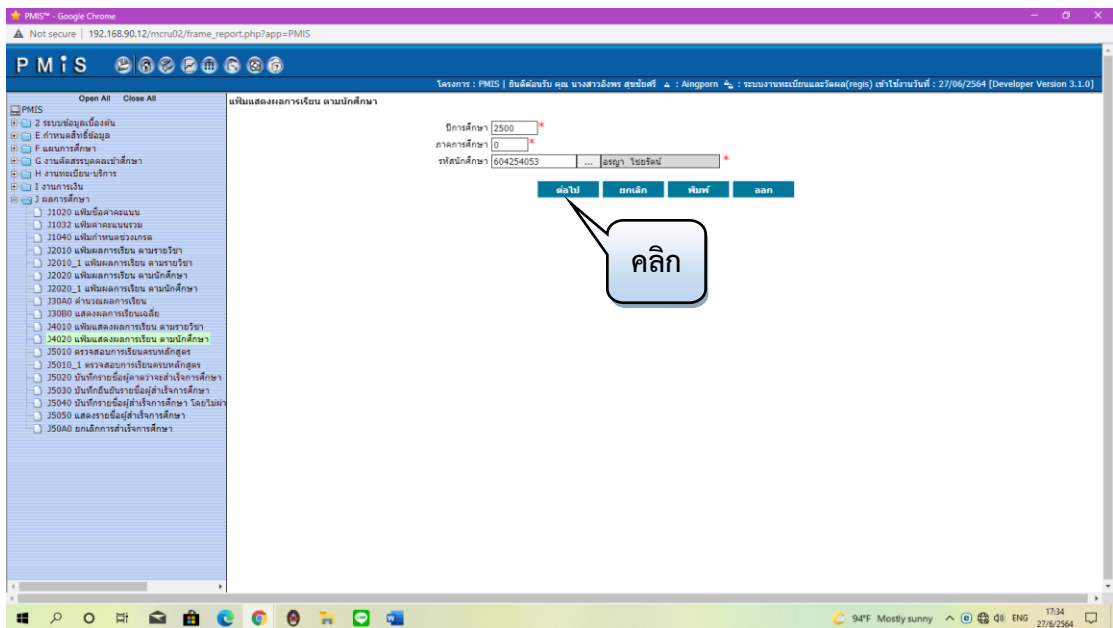 PMIS™ - Google Chrome
Not secure | 192.168.90.12/mcru02/frame_report.php?app=PMIS
PMiS
โครงการ : PMIS | ยินดีต้อนรับ คุณ นางสาวอิงพร สุขชัยศรี : Aingporn : ระบบงานทะเบียนและวัดผล(regis) เข้าใช้งานวันที่ : 27/06/2564 [Developer Version 3.1.0]
Open All Close All
PMIS
2 ระบบข้อมูลเบื้องต้น
E กำหนดสิทธิ์ข้อมูล
F แผนการศึกษา
G งานคัดสรรบุคคลเข้าศึกษา
H งานทะเบียน-บริการ
I งานการเงิน
J ผลการศึกษา
J1020 แฟ้มชื่อค่าคะแนน
J1032 แฟ้มค่าคะแนนรวม
J1040 แฟ้มกำหนดช่วงเกรด
J2010 แฟ้มผลการเรียน ตามรายวิชา
J2010_1 แฟ้มผลการเรียน ตามรายวิชา
J2020 แฟ้มผลการเรียน ตามนักศึกษา
J2020_1 แฟ้มผลการเรียน ตามนักศึกษา
J30A0 คำนวณผลการเรียน
J30B0 แสดงผลการเรียนเฉลี่ย
J4010 แฟ้มแสดงผลการเรียน ตามรายวิชา
J4020 แฟ้มแสดงผลการเรียน ตามนักศึกษา
J5010 ตรวจสอบการเรียนครบหลักสูตร
J5010_1 ตรวจสอบการเรียนครบหลักสูตร
J5020 บันทึกรายชื่อผู้คาดว่าจะสำเร็จการศึกษา
J5030 บันทึกยืนยันรายชื่อผู้สำเร็จการศึกษา
J5040 บันทึกรายชื่อผู้สำเร็จการศึกษา โดยไม่ผ่า
J5050 แสดงรายชื่อผู้สำเร็จการศึกษา
J50A0 ยกเลิกการสำเร็จการศึกษา
แฟ้มแสดงผลการเรียน ตามนักศึกษา
ปีการศึกษา 2500 *
ภาคการศึกษา 0 *
รหัสนักศึกษา 604254053 ... อรญา ไชยรัตน์ *
ต่อไป ยกเลิก พิมพ์ ออก
คลิก
94°F Mostly sunny ENG 17:34
27/6/2564